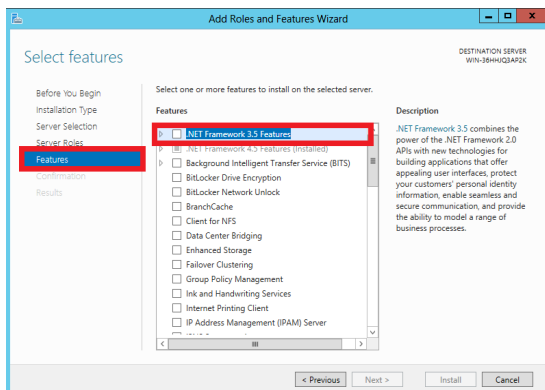 Add Roles and Features Wizard
Select features
DESTINATION SERVER
WIN-36HHJQ3AP2K
Before You Begin
Installation Type
Server Selection
Server Roles
Features
Confirmation
Results
Select one or more features to install on the selected server.
Features
.NET Framework 3.5 Features
.NET Framework 4.5 Features (Installed)
Background Intelligent Transfer Service (BITS)
BitLocker Drive Encryption
BitLocker Network Unlock
BranchCache
Client for NFS
Data Center Bridging
Enhanced Storage
Failover Clustering
Group Policy Management
Ink and Handwriting Services
Internet Printing Client
IP Address Management (IPAM) Server
Description
.NET Framework 3.5 combines the
power of the .NET Framework 2.0
APIs with new technologies for
building applications that offer
appealing user interfaces, protect
your customers' personal identity
information, enable seamless and
secure communication, and provide
the ability to model a range of
business processes.
< Previous
Next >
Install
Cancel